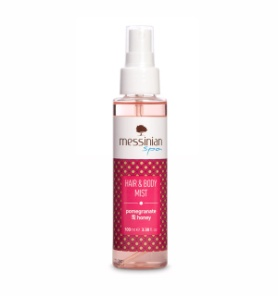 messinian
spa
HAIR & BODY
MIST
pomegranate
& honey
100 ml 3.38 fl.oz